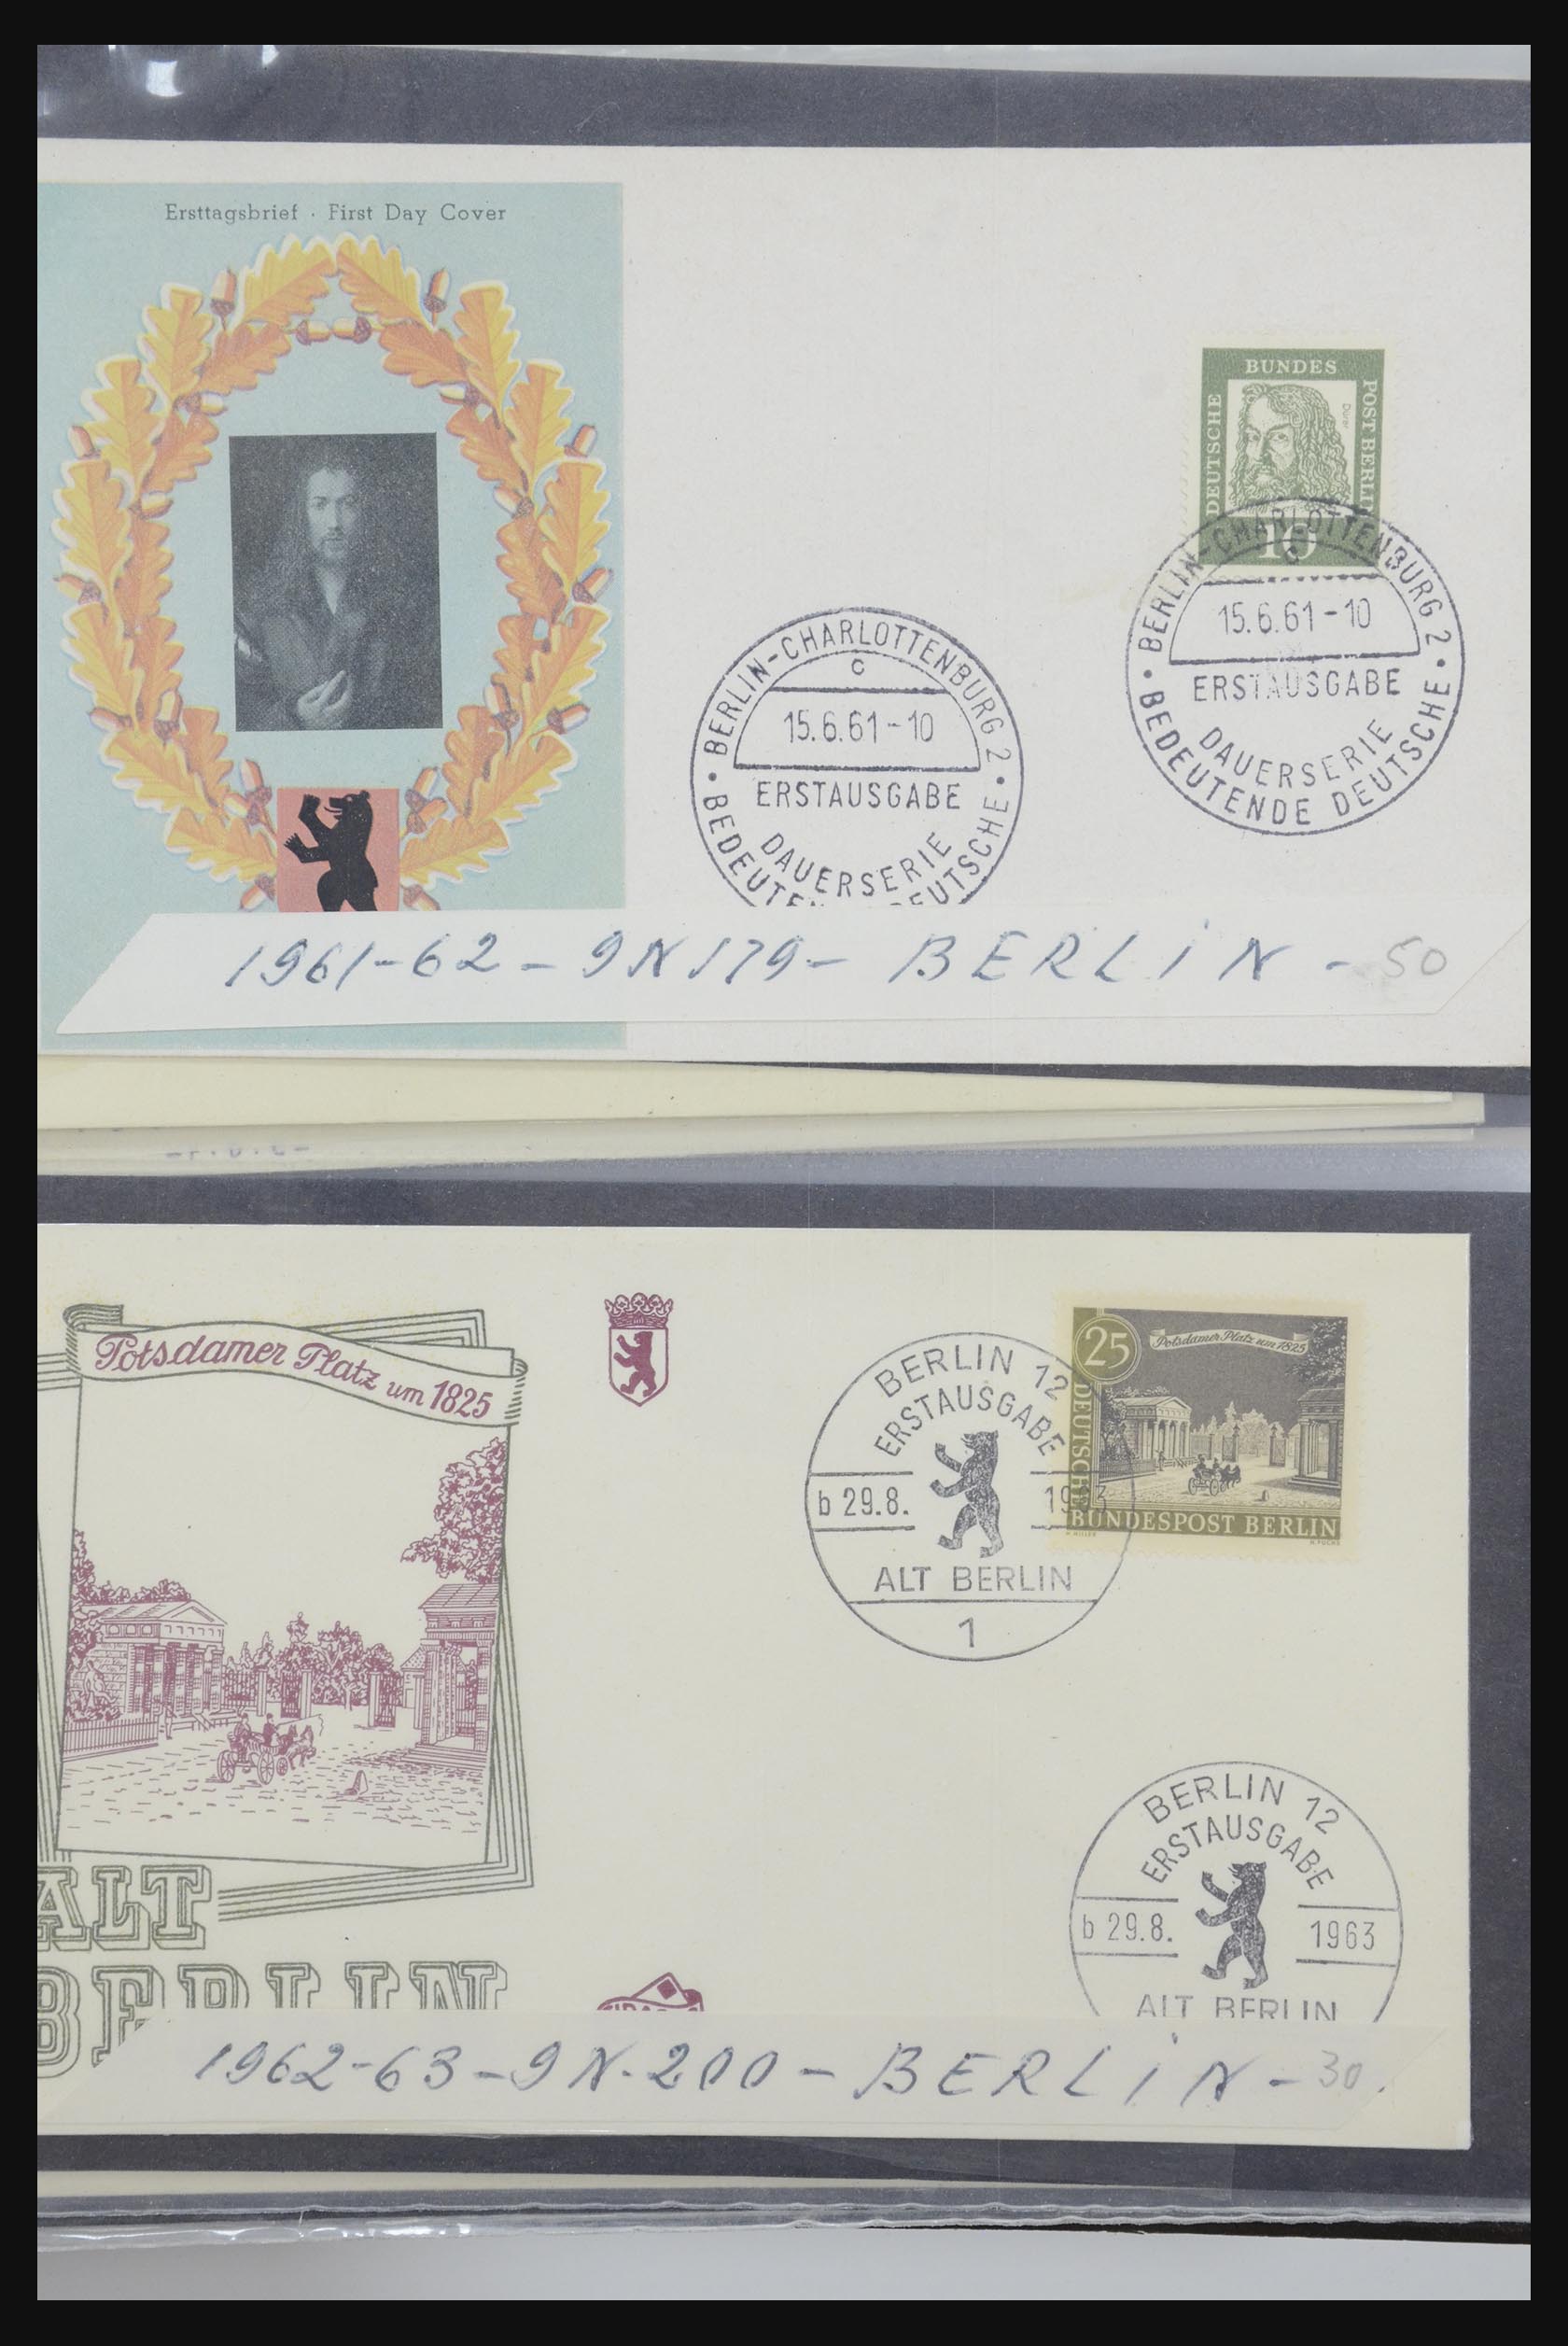 Ersttagsbrief · First Day Cover
BUNDES
DEUTSCHE
POST BERLIN
Dürer
10
BERLIN-CHARLOTTENBURG 2
c
15.6.61-10
ERSTAUSGABE
DAUERSERIE
• BEDEUTENDE DEUTSCHE •
BERLIN-CHARLOTTENBURG 2
c
15.6.61-10
ERSTAUSGABE
DAUERSERIE
1961-62-9N179- BERLIN - 50
Potsdamer Platz um 1825
25
Potsdamer Platz um 1825
DEUTSCHE
BUNDESPOST BERLIN
BERLIN 12
ERSTAUSGABE
b 29.8. 1963
ALT BERLIN
1
BERLIN 12
ERSTAUSGABE
b 29.8. 1963
ALT BERLIN
ALT
BERLIN
1962-63-9N.200- BERLIN - 30.